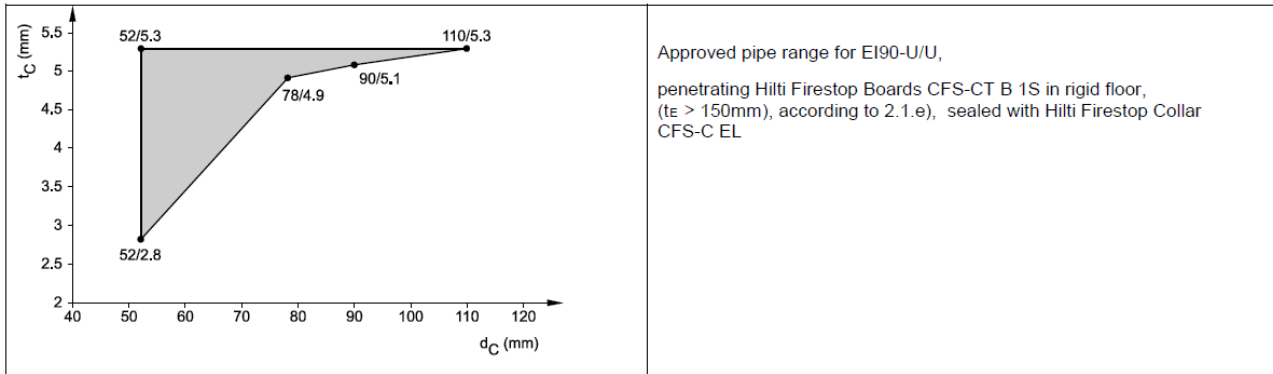 t_C (mm)
5.5
5
4.5
4
3.5
3
2.5
2
52/5.3
110/5.3
78/4.9
90/5.1
52/2.8
40 50 60 70 80 90 100 110 120
d_C (mm)
Approved pipe range for EI90-U/U,
penetrating Hilti Firestop Boards CFS-CT B 1S in rigid floor,
(tE > 150mm), according to 2.1.e), sealed with Hilti Firestop Collar
CFS-C EL